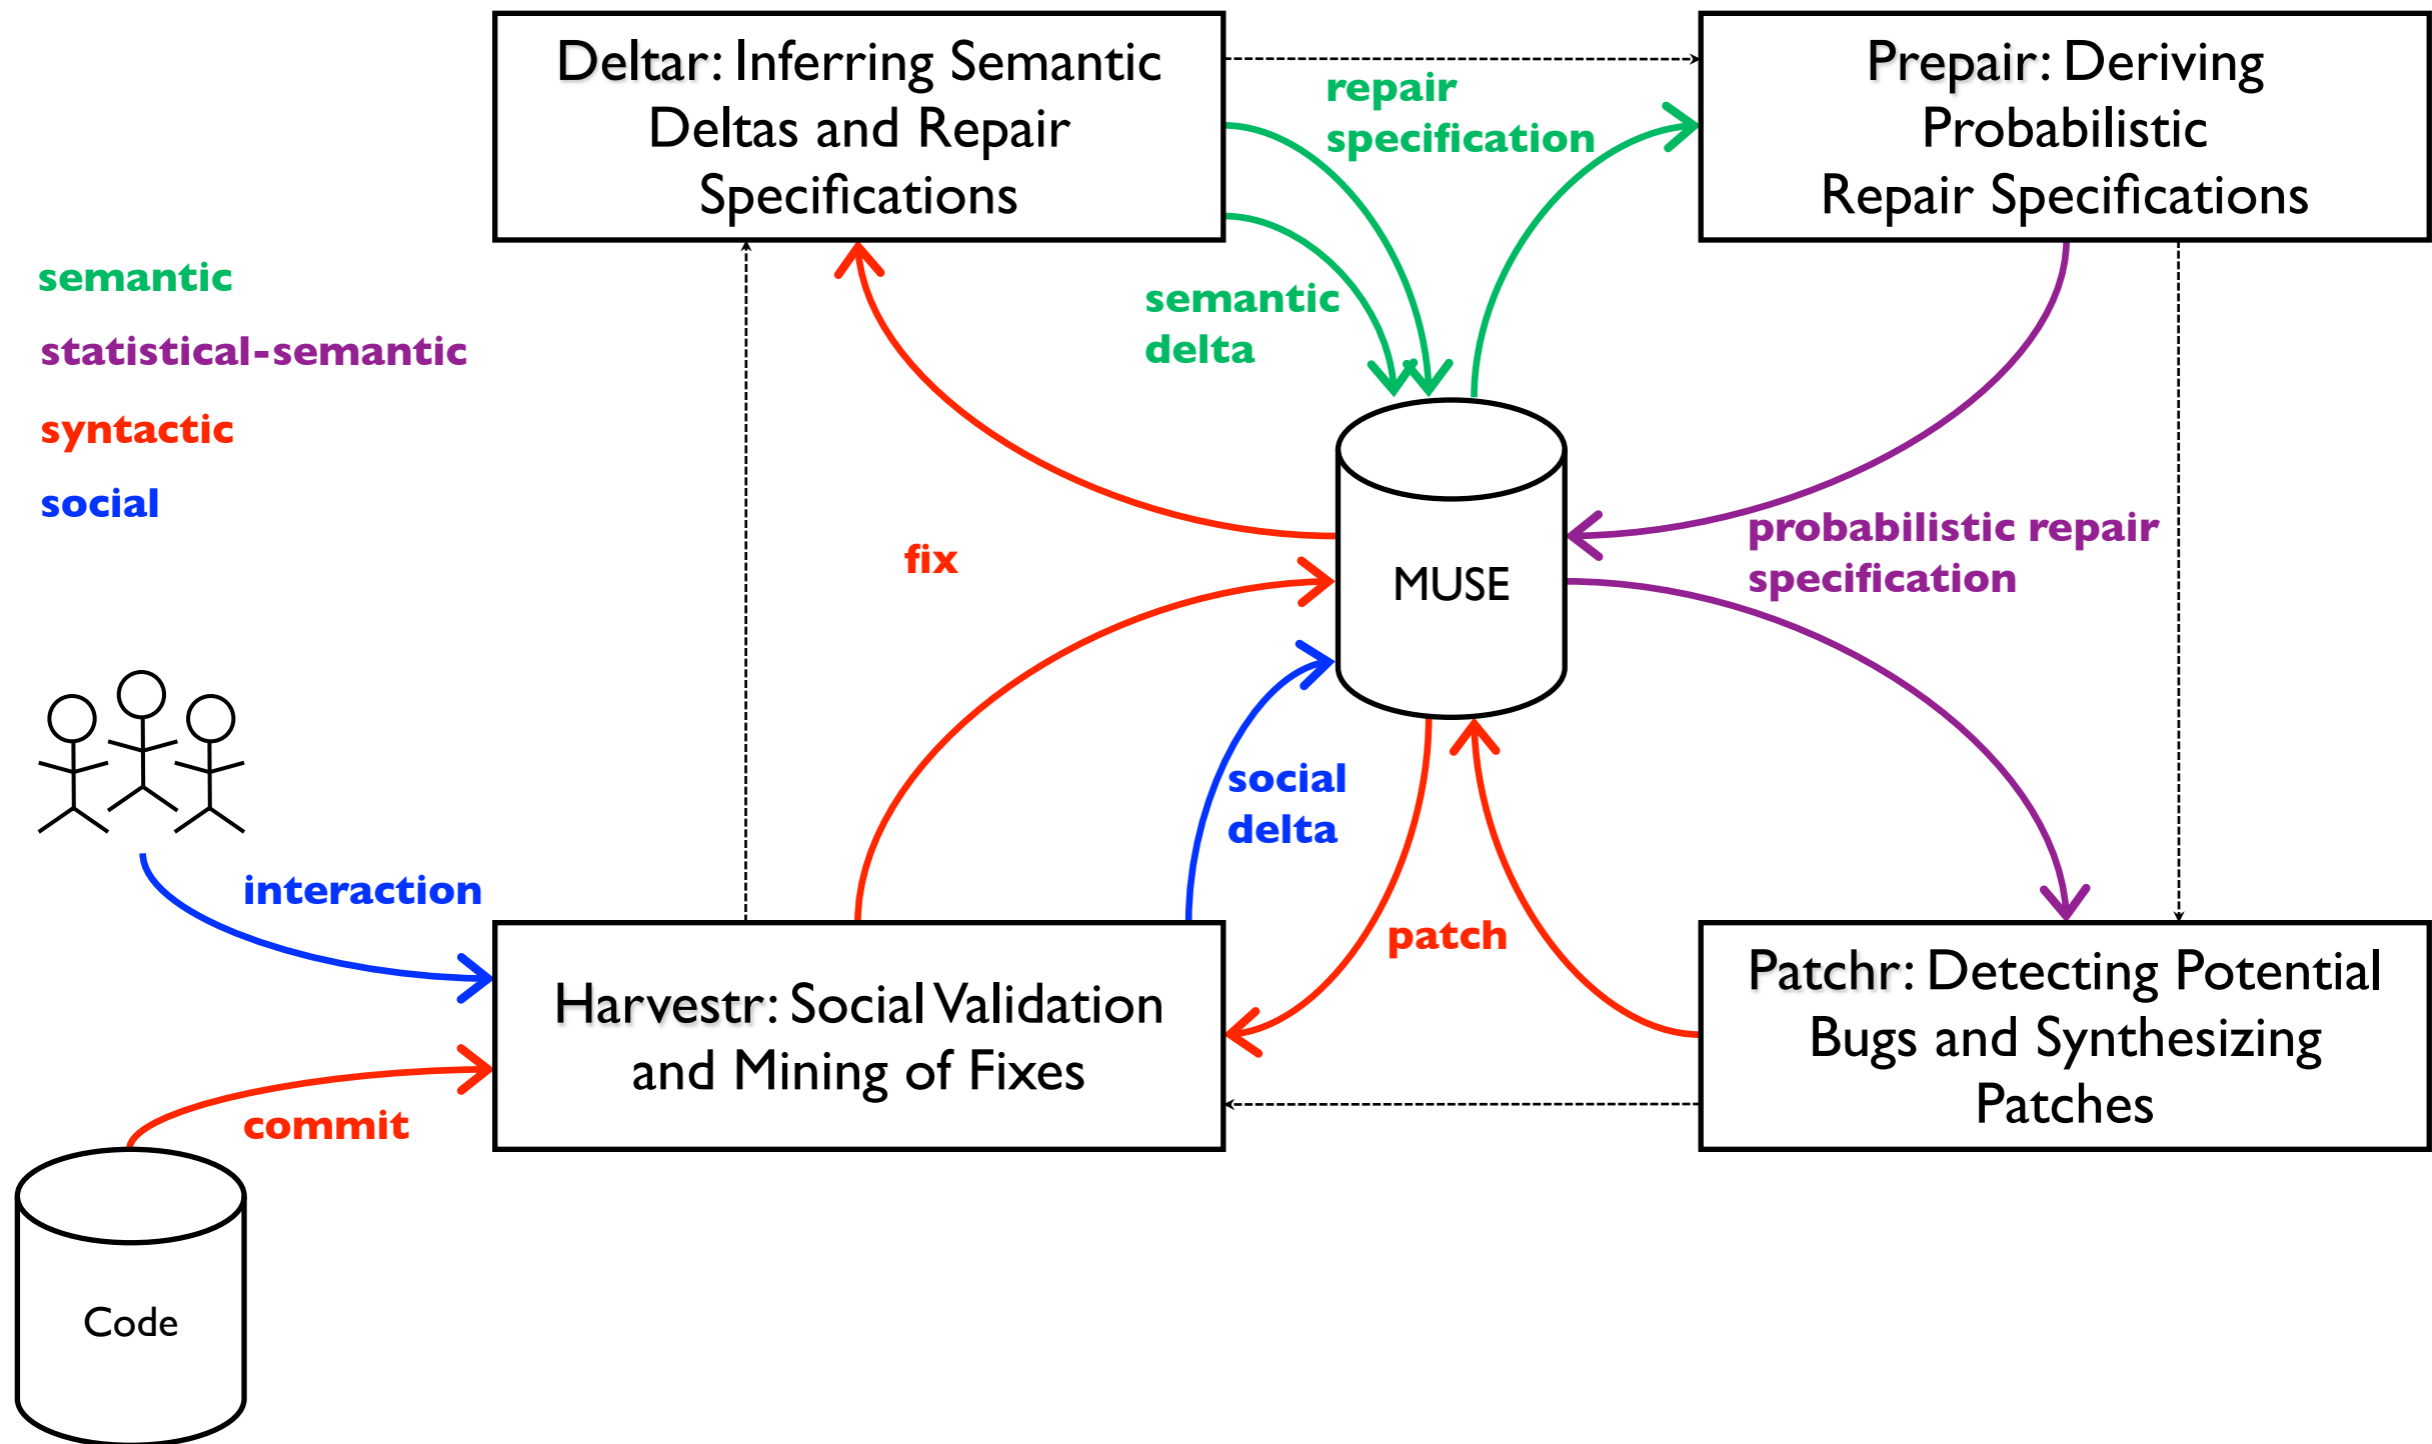 Deltar: Inferring Semantic
Deltas and Repair
Specifications
Prepair: Deriving
Probabilistic
Repair Specifications
repair
specification
semantic
delta
semantic
statistical-semantic
syntactic
social
fix
MUSE
probabilistic repair
specification
social
delta
interaction
patch
commit
Harvestr: Social Validation
and Mining of Fixes
Patchr: Detecting Potential
Bugs and Synthesizing
Patches
Code